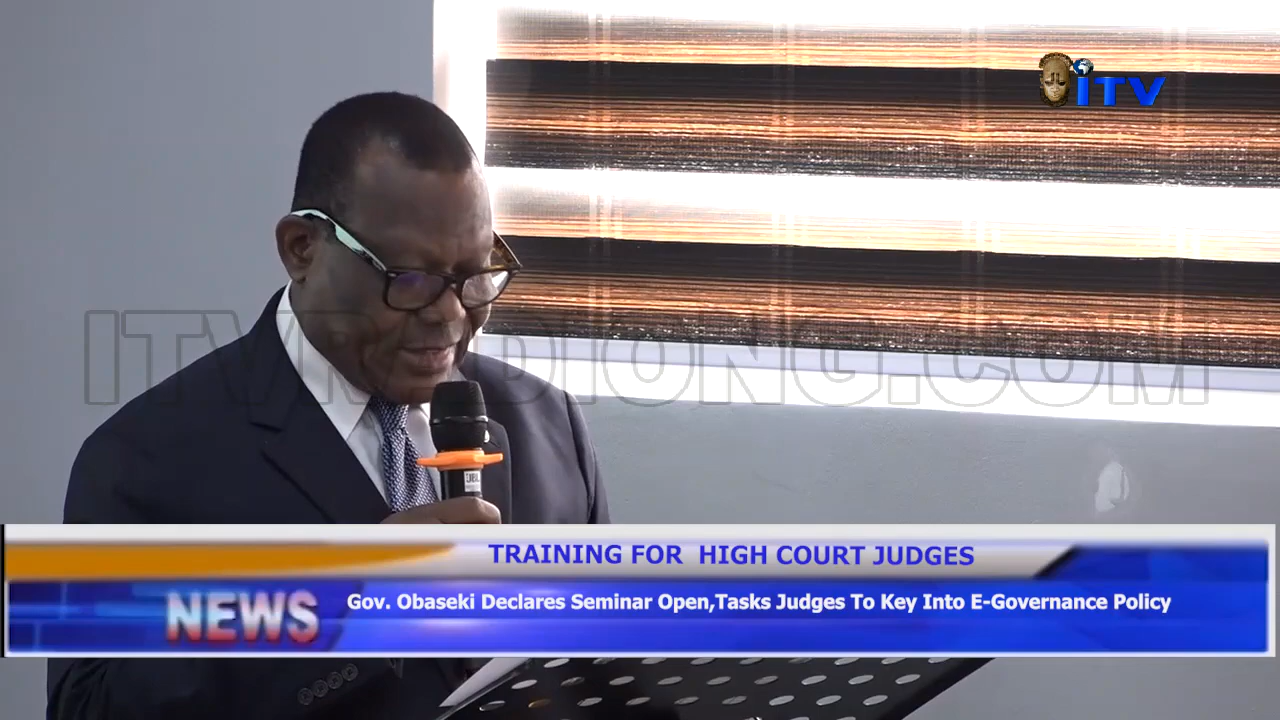 ITV
ITVRADIONG.COM
JBL
TRAINING FOR HIGH COURT JUDGES
NEWS
Gov. Obaseki Declares Seminar Open,Tasks Judges To Key Into E-Governance Policy